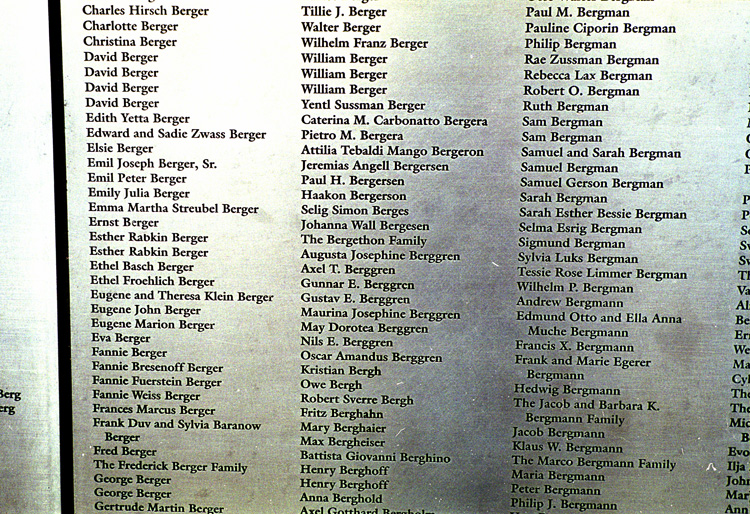 Charles Hirsch Berger
Charlotte Berger
Christina Berger
David Berger
David Berger
David Berger
David Berger
Edith Yetta Berger
Edward and Sadie Zwass Berger
Elsie Berger
Emil Joseph Berger, Sr.
Emil Peter Berger
Emily Julia Berger
Emma Martha Streubel Berger
Ernst Berger
Esther Rabkin Berger
Esther Rabkin Berger
Ethel Basch Berger
Ethel Froehlich Berger
Eugene and Theresa Klein Berger
Eugene John Berger
Eugene Marion Berger
Eva Berger
Fannie Berger
Fannie Bresenoff Berger
Fannie Fuerstein Berger
Fannie Weiss Berger
Frances Marcus Berger
Frank Duv and Sylvia Baranow
Berger
Fred Berger
The Frederick Berger Family
George Berger
George Berger
Gertrude Martin Berger
Tillie J. Berger
Walter Berger
Wilhelm Franz Berger
William Berger
William Berger
William Berger
Yentl Sussman Berger
Caterina M. Carbonatto Bergera
Pietro M. Bergera
Attilia Tebaldi Mango Bergeron
Jeremias Angell Bergersen
Paul H. Bergersen
Haakon Bergerson
Selig Simon Berges
Johanna Wall Bergesen
The Bergethon Family
Augusta Josephine Berggren
Axel T. Berggren
Gunnar E. Berggren
Gustav E. Berggren
Maurina Josephine Berggren
May Dorotea Berggren
Nils E. Berggren
Oscar Amandus Berggren
Kristian Bergh
Owe Bergh
Robert Sverre Bergh
Fritz Berghahn
Mary Berghaier
Max Bergheiser
Battista Giovanni Berghino
Henry Berghoff
Henry Berghoff
Anna Berghold
Axel Gotthard Bergholm
Paul M. Bergman
Pauline Ciporin Bergman
Philip Bergman
Rae Zussman Bergman
Rebecca Lax Bergman
Robert O. Bergman
Ruth Bergman
Sam Bergman
Sam Bergman
Samuel and Sarah Bergman
Samuel Bergman
Samuel Gerson Bergman
Sarah Bergman
Sarah Esther Bessie Bergman
Selma Esrig Bergman
Sigmund Bergman
Sylvia Luks Bergman
Tessie Rose Limmer Bergman
Wilhelm P. Bergman
Andrew Bergmann
Edmund Otto and Ella Anna
Muche Bergmann
Francis X. Bergmann
Frank and Marie Egerer
Bergmann
Hedwig Bergmann
The Jacob and Barbara K.
Bergmann Family
Jacob Bergmann
Klaus W. Bergmann
The Marco Bergmann Family
Maria Bergmann
Peter Bergmann
Philip J. Bergmann